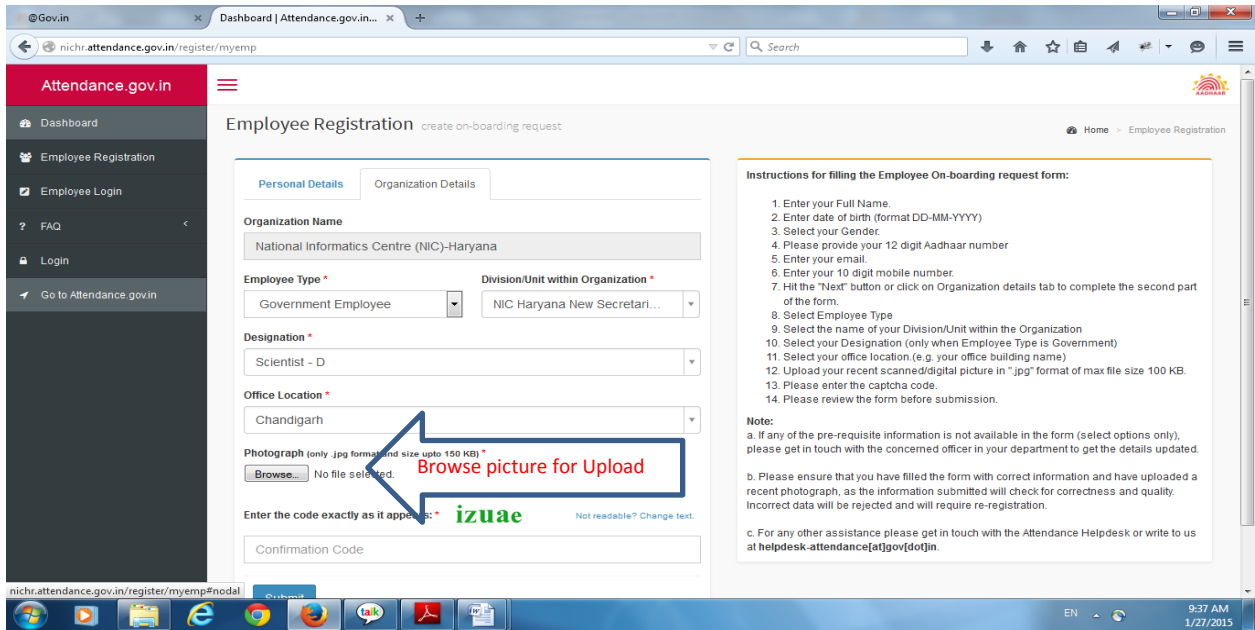 @Gov.in × Dashboard | Attendance.gov.in... × +
nichr.attendance.gov.in/register/myemp Search
Attendance.gov.in
AADHAAR
Dashboard
Employee Registration
Employee Login
? FAQ
Login
Go to Attendance.gov.in
Employee Registration create on-boarding request
Home > Employee Registration
Personal Details Organization Details
Organization Name
National Informatics Centre (NIC)-Haryana
Employee Type * Division/Unit within Organization *
Government Employee NIC Haryana New Secretari...
Designation *
Scientist - D
Office Location *
Chandigarh
Photograph (only .jpg format and size upto 150 KB) *
Browse... No file selected.
Browse picture for Upload
Enter the code exactly as it appears: * izuae Not readable? Change text.
Confirmation Code
Submit
Instructions for filling the Employee On-boarding request form:
1. Enter your Full Name.
2. Enter date of birth (format DD-MM-YYYY)
3. Select your Gender.
4. Please provide your 12 digit Aadhaar number
5. Enter your email.
6. Enter your 10 digit mobile number.
7. Hit the "Next" button or click on Organization details tab to complete the second part
of the form.
8. Select Employee Type
9. Select the name of your Division/Unit within the Organization
10. Select your Designation (only when Employee Type is Government)
11. Select your office location.(e.g. your office building name)
12. Upload your recent scanned/digital picture in ".jpg" format of max file size 100 KB.
13. Please enter the captcha code.
14. Please review the form before submission.
Note:
a. If any of the pre-requisite information is not available in the form (select options only),
please get in touch with the concerned officer in your department to get the details updated.
b. Please ensure that you have filled the form with correct information and have uploaded a
recent photograph, as the information submitted will check for correctness and quality.
Incorrect data will be rejected and will require re-registration.
c. For any other assistance please get in touch with the Attendance Helpdesk or write to us
at helpdesk-attendance[at]gov[dot]in.
nichr.attendance.gov.in/register/myemp#nodal
talk
EN
9:37 AM
1/27/2015